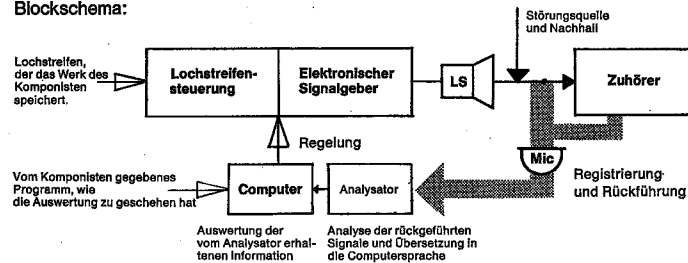 Blockschema:
Störungsquelle
und Nachhall
Lochstreifen,
der das Werk des
Komponisten
speichert.
Lochstreifen-
steuerung
Elektronischer
Signalgeber
LS
Zuhörer
Regelung
Mic
Registrierung
und Rückführung
Vom Komponisten gegebenes
Programm, wie
die Auswertung zu geschehen hat
Computer
Analysator
Auswertung der
vom Analysator erhal-
tenen Information
Analyse der rückgeführten
Signale und Übersetzung in
die Computersprache